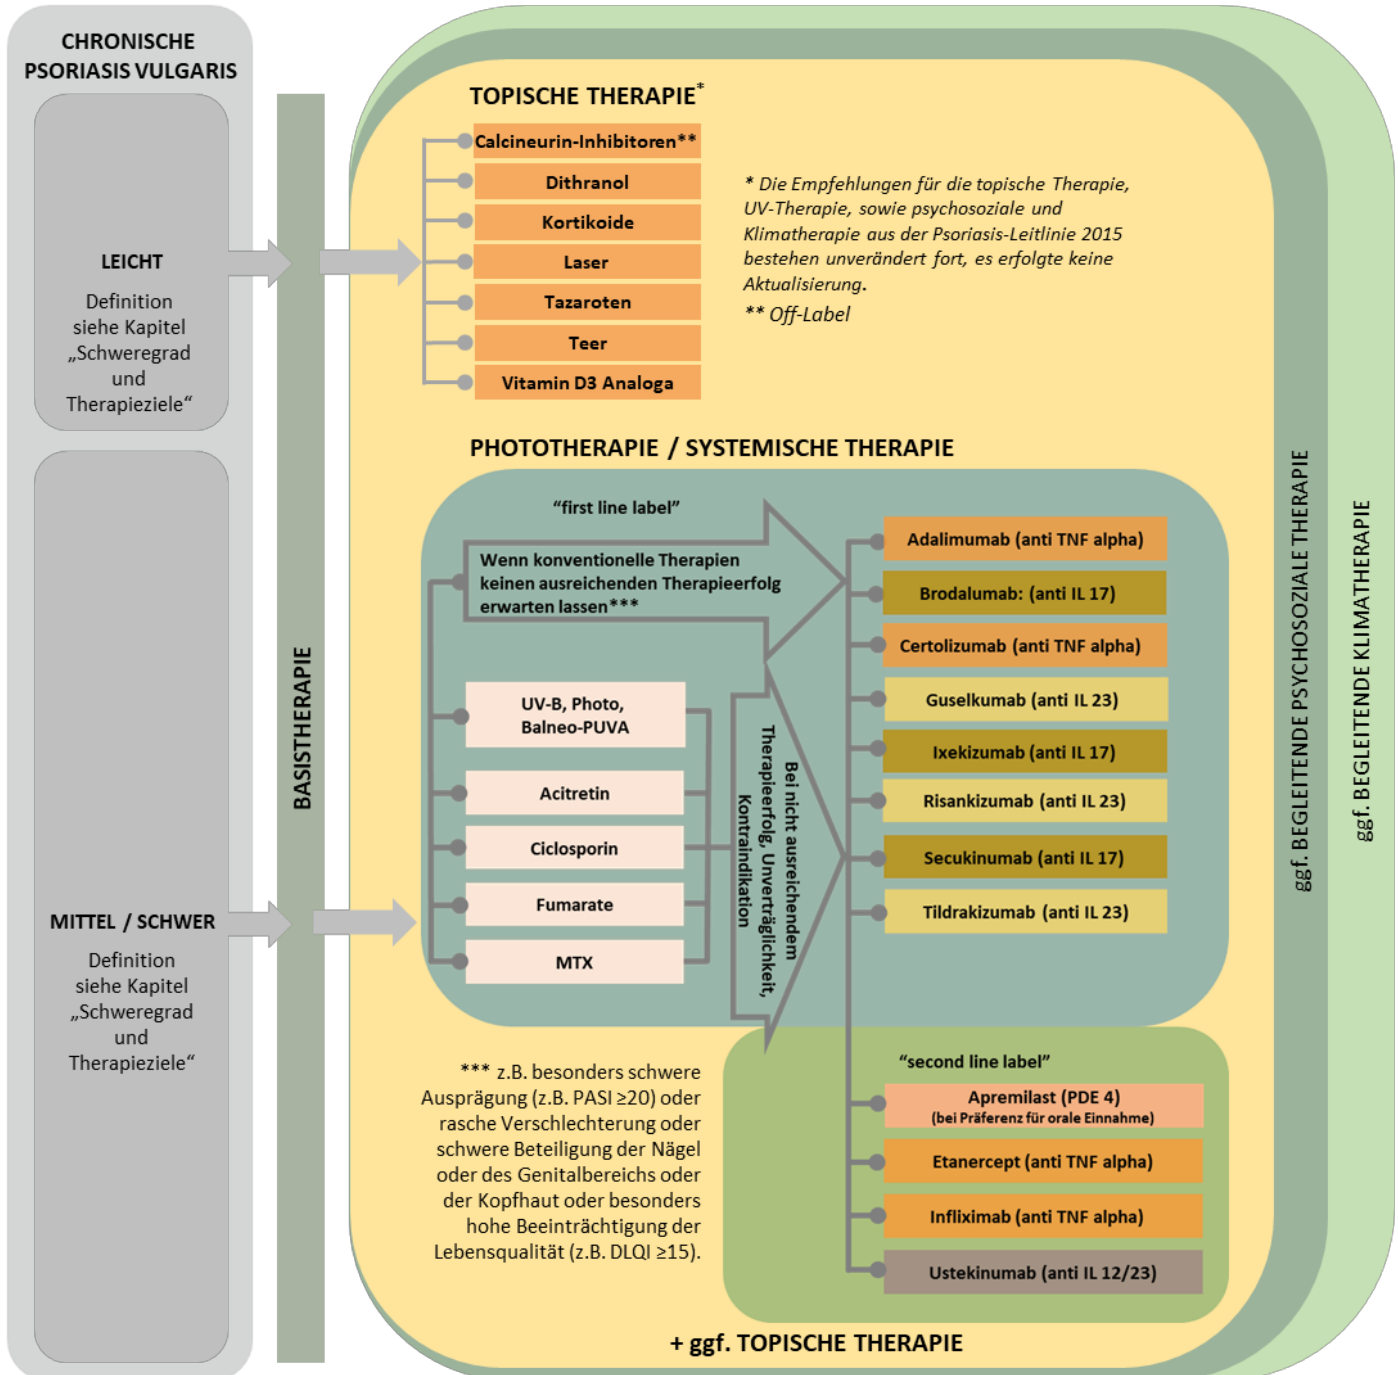 CHRONISCHE
PSORIASIS VULGARIS
LEICHT
Definition
siehe Kapitel
„Schweregrad
und
Therapieziele“
MITTEL / SCHWER
Definition
siehe Kapitel
„Schweregrad
und
Therapieziele“
BASISTHERAPIE
TOPISCHE THERAPIE*
Calcineurin-Inhibitoren**
Dithranol
Kortikoide
Laser
Tazaroten
Teer
Vitamin D3 Analoga
* Die Empfehlungen für die topische Therapie,
UV-Therapie, sowie psychosoziale und
Klimatherapie aus der Psoriasis-Leitlinie 2015
bestehen unverändert fort, es erfolgte keine
Aktualisierung.
** Off-Label
PHOTOTHERAPIE / SYSTEMISCHE THERAPIE
“first line label”
Wenn konventionelle Therapien
keinen ausreichenden Therapieerfolg
erwarten lassen***
UV-B, Photo,
Balneo-PUVA
Acitretin
Ciclosporin
Fumarate
MTX
Bei nicht ausreichendem
Therapieerfolg, Unverträglichkeit,
Kontraindikation
Adalimumab (anti TNF alpha)
Brodalumab: (anti IL 17)
Certolizumab (anti TNF alpha)
Guselkumab (anti IL 23)
Ixekizumab (anti IL 17)
Risankizumab (anti IL 23)
Secukinumab (anti IL 17)
Tildrakizumab (anti IL 23)
*** z.B. besonders schwere
Ausprägung (z.B. PASI ≥20) oder
rasche Verschlechterung oder
schwere Beteiligung der Nägel
oder des Genitalbereichs oder
der Kopfhaut oder besonders
hohe Beeinträchtigung der
Lebensqualität (z.B. DLQI ≥15).
“second line label”
Apremilast (PDE 4)
(bei Präferenz für orale Einnahme)
Etanercept (anti TNF alpha)
Infliximab (anti TNF alpha)
Ustekinumab (anti IL 12/23)
+ ggf. TOPISCHE THERAPIE
ggf. BEGLEITENDE PSYCHOSOZIALE THERAPIE
ggf. BEGLEITENDE KLIMATHERAPIE